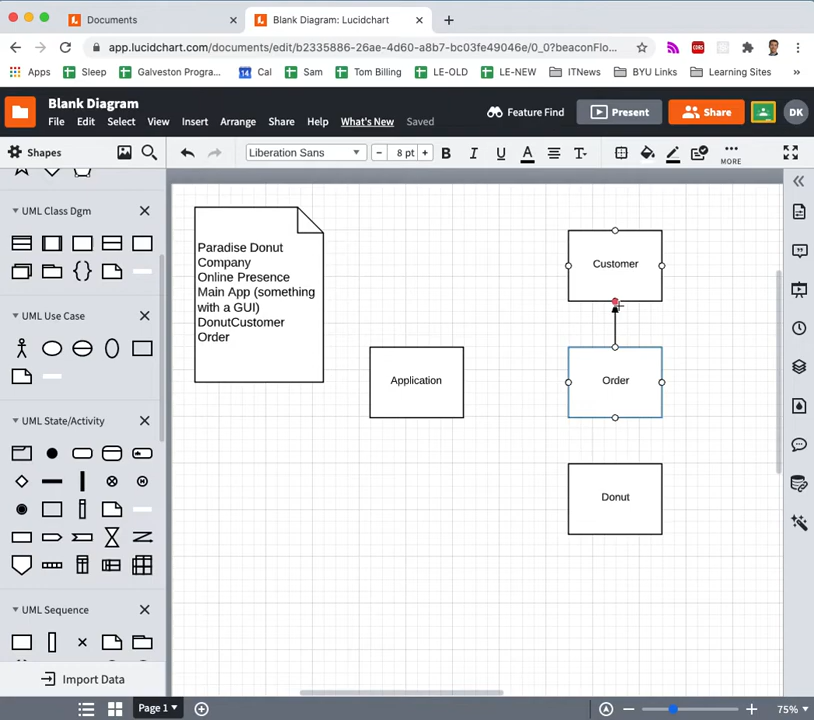 Documents
Blank Diagram: Lucidchart
app.lucidchart.com/documents/edit/b2335886-26ae-4d60-a8b7-bc03fe49046e/0_0?beaconFlo...
Apps
Sleep
Galveston Progra...
Cal
Sam
Tom Billing
LE-OLD
LE-NEW
ITNews
BYU Links
Learning Sites
»
Blank Diagram
File Edit Select View Insert Arrange Share Help What's New Saved
Feature Find
Present
Share
DK
Shapes
Liberation Sans
8 pt
B I U A T
MORE
UML Class Dgm
UML Use Case
UML State/Activity
UML Sequence
Import Data
Paradise Donut
Company
Online Presence
Main App (something
with a GUI)
DonutCustomer
Order
Customer
Application
Order
Donut
Page 1
75%